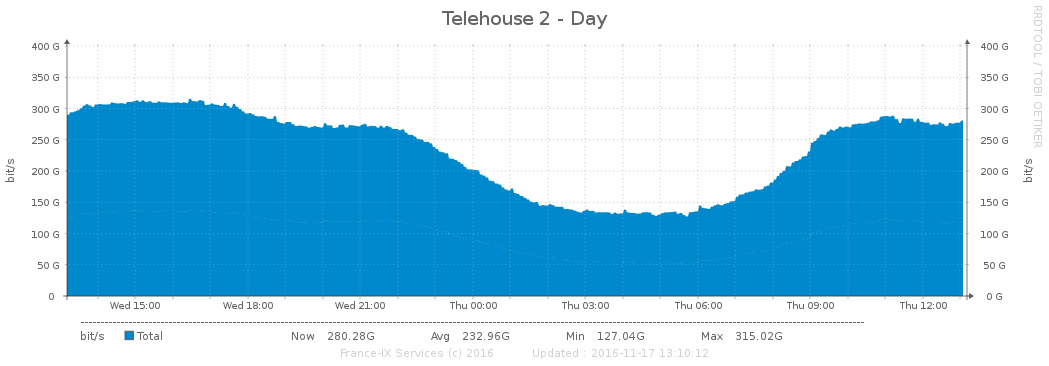 Telehouse 2 - Day
RRDTOOL / TOBI OETIKER
bit/s
400 G 400 G
350 G 350 G
300 G 300 G
250 G 250 G
200 G 200 G
150 G 150 G
100 G 100 G
50 G 50 G
0 0 G
bit/s
Wed 15:00 Wed 18:00 Wed 21:00 Thu 00:00 Thu 03:00 Thu 06:00 Thu 09:00 Thu 12:00
bit/s Total Now 280.28G Avg 232.96G Min 127.04G Max 315.02G
France-IX Services (c) 2016 Updated : 2016-11-17 13:10:12